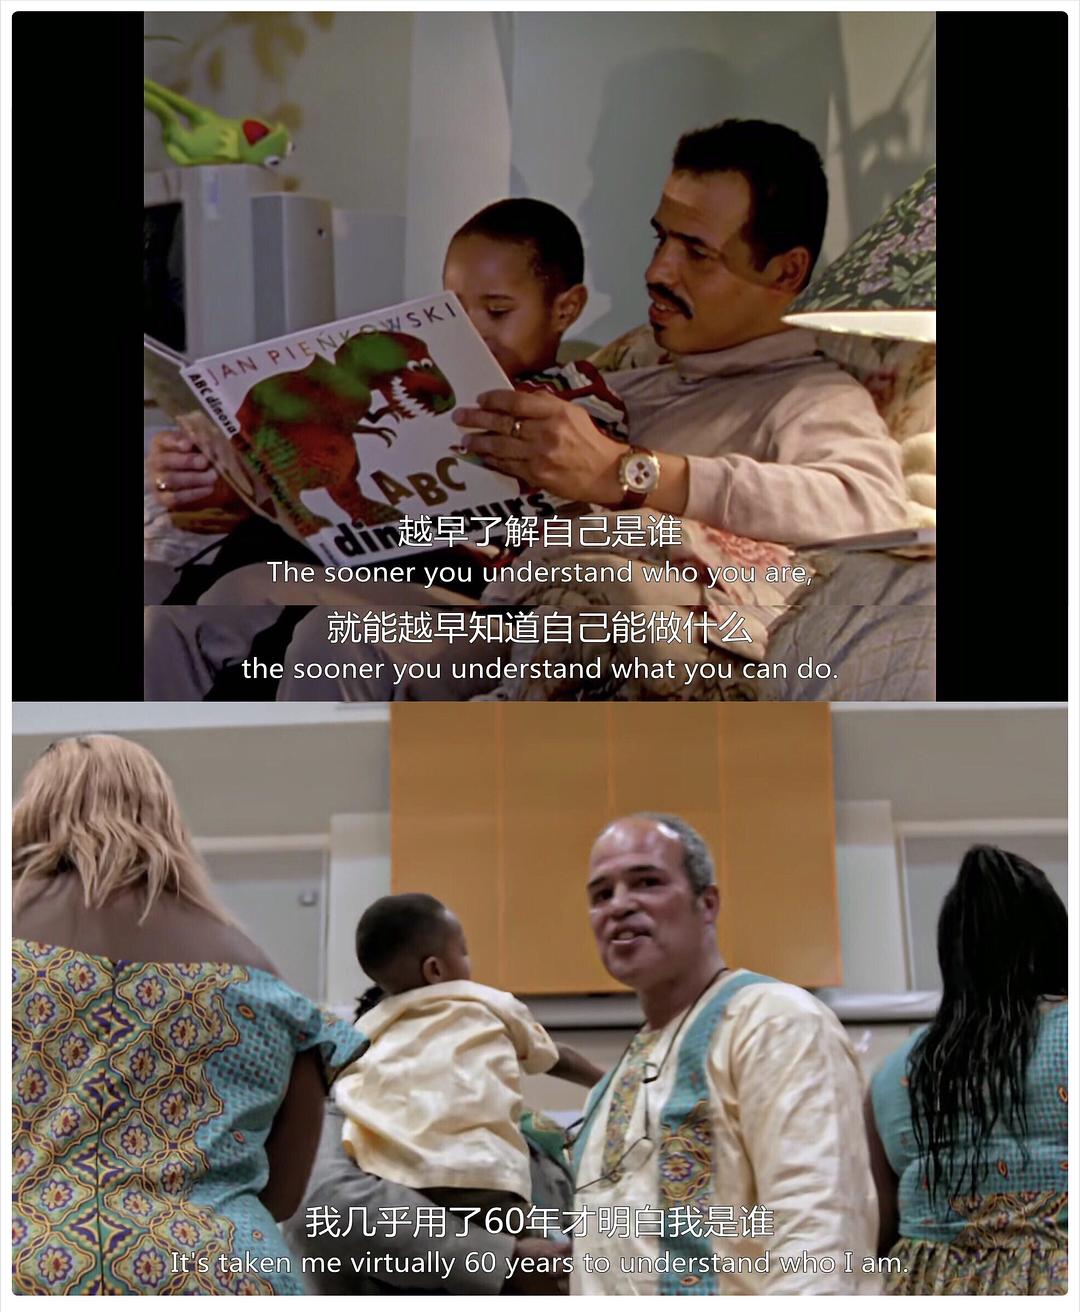 JAN PIEŃKOWSKI
ABC dinosa
ABC
dinosaurs
越早了解自己是谁
The sooner you understand who you are,
就能越早知道自己能做什么
the sooner you understand what you can do.
我几乎用了60年才明白我是谁
It's taken me virtually 60 years to understand who I am.